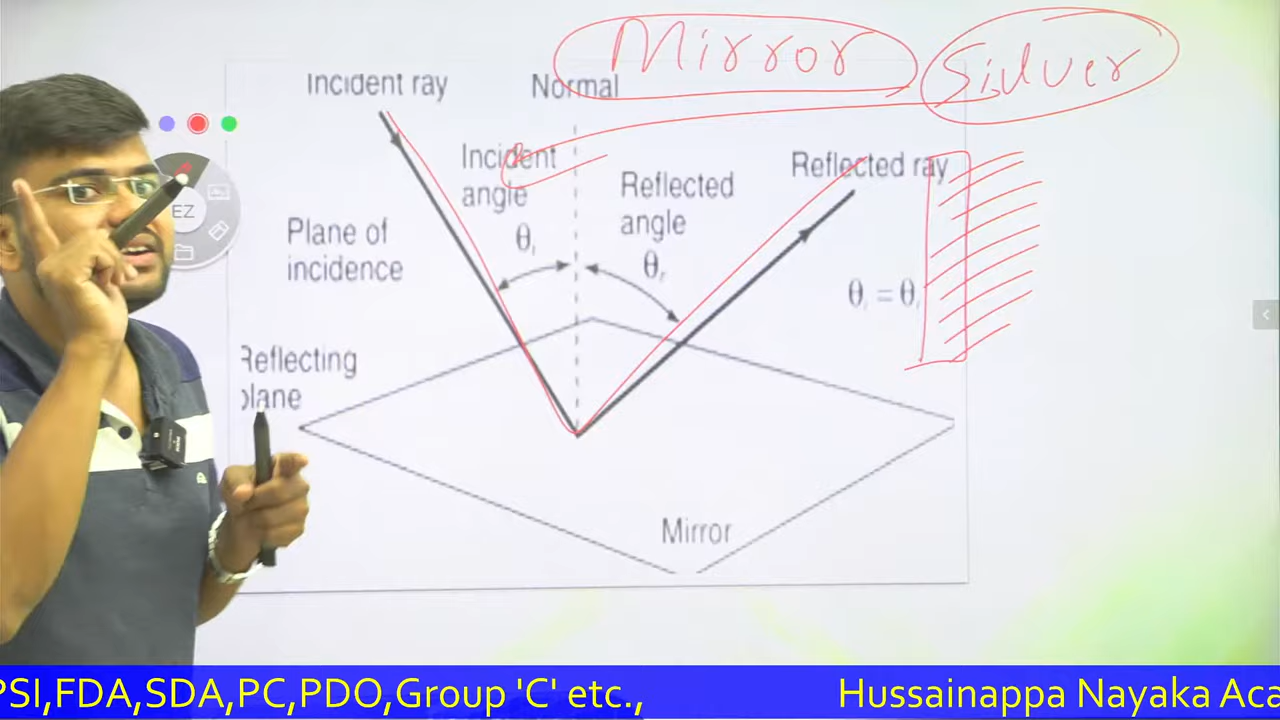 Mirror
Silver
Incident ray
Normal
Incident
angle
θi
Reflected
angle
θr
Reflected ray
Plane of
incidence
θi = θ
Reflecting
plane
EZ
Mirror
PSI,FDA,SDA,PC,PDO,Group 'C' etc.,
Hussainappa Nayaka Aca